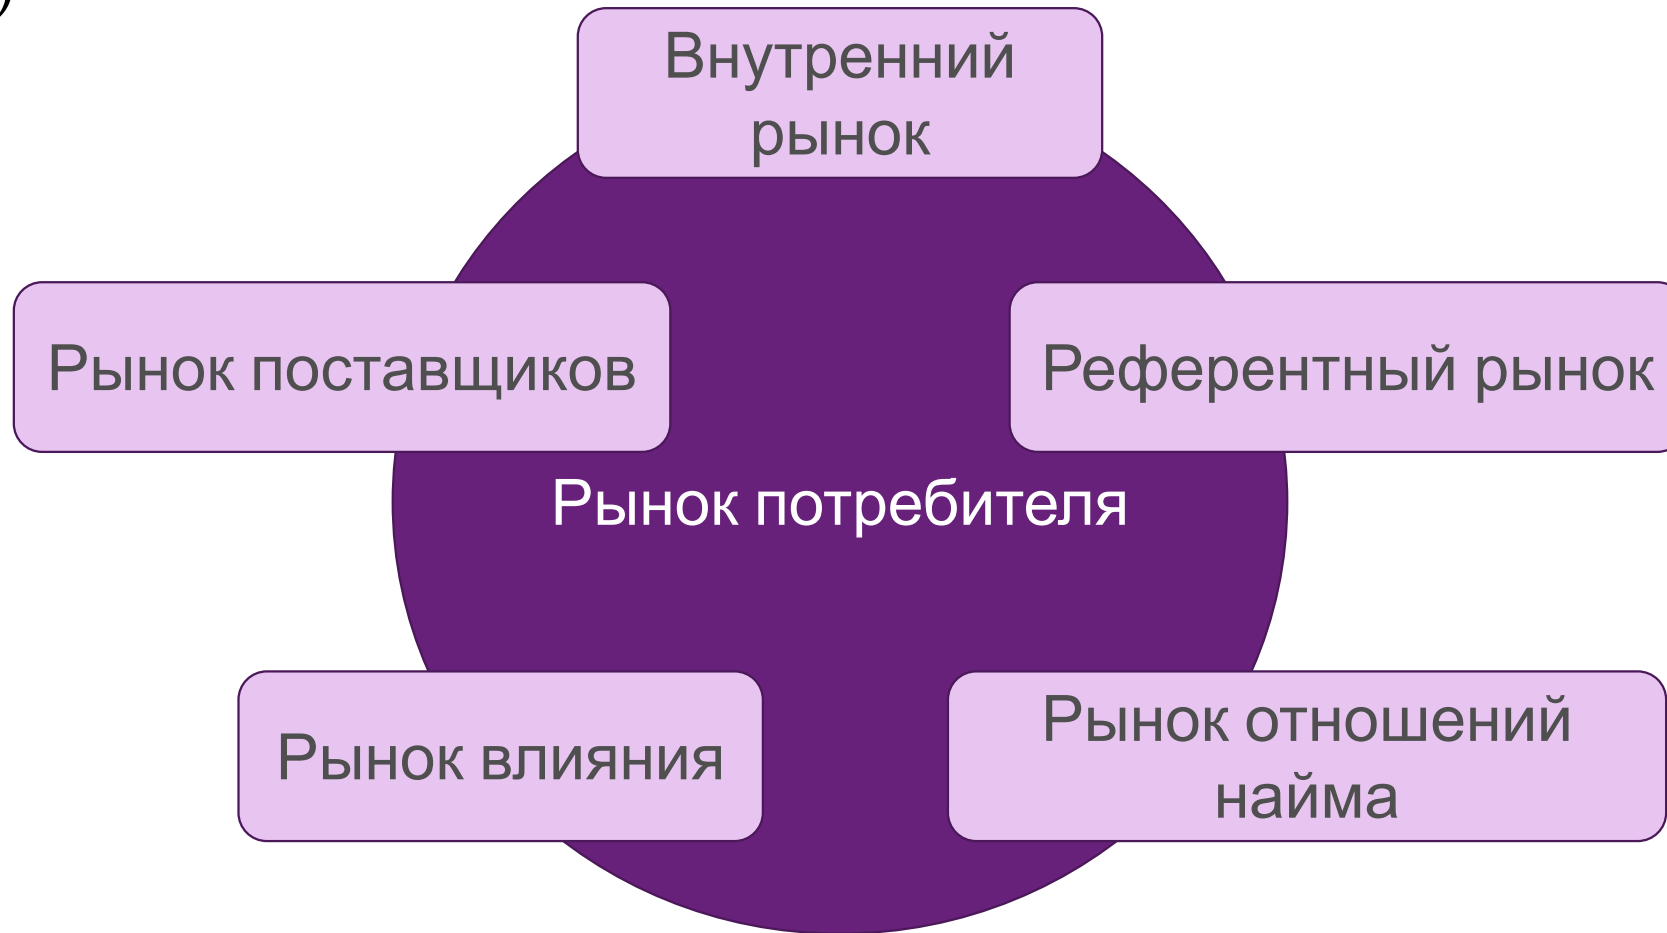 )
Внутренний
рынок
Рынок поставщиков
Референтный рынок
Рынок потребителя
Рынок влияния
Рынок отношений
найма